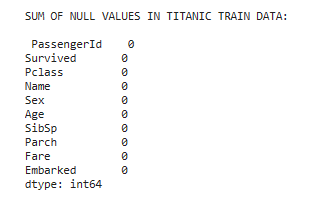 SUM OF NULL VALUES IN TITANIC TRAIN DATA:
PassengerId 0
Survived 0
Pclass 0
Name 0
Sex 0
Age 0
SibSp 0
Parch 0
Fare 0
Embarked 0
dtype: int64